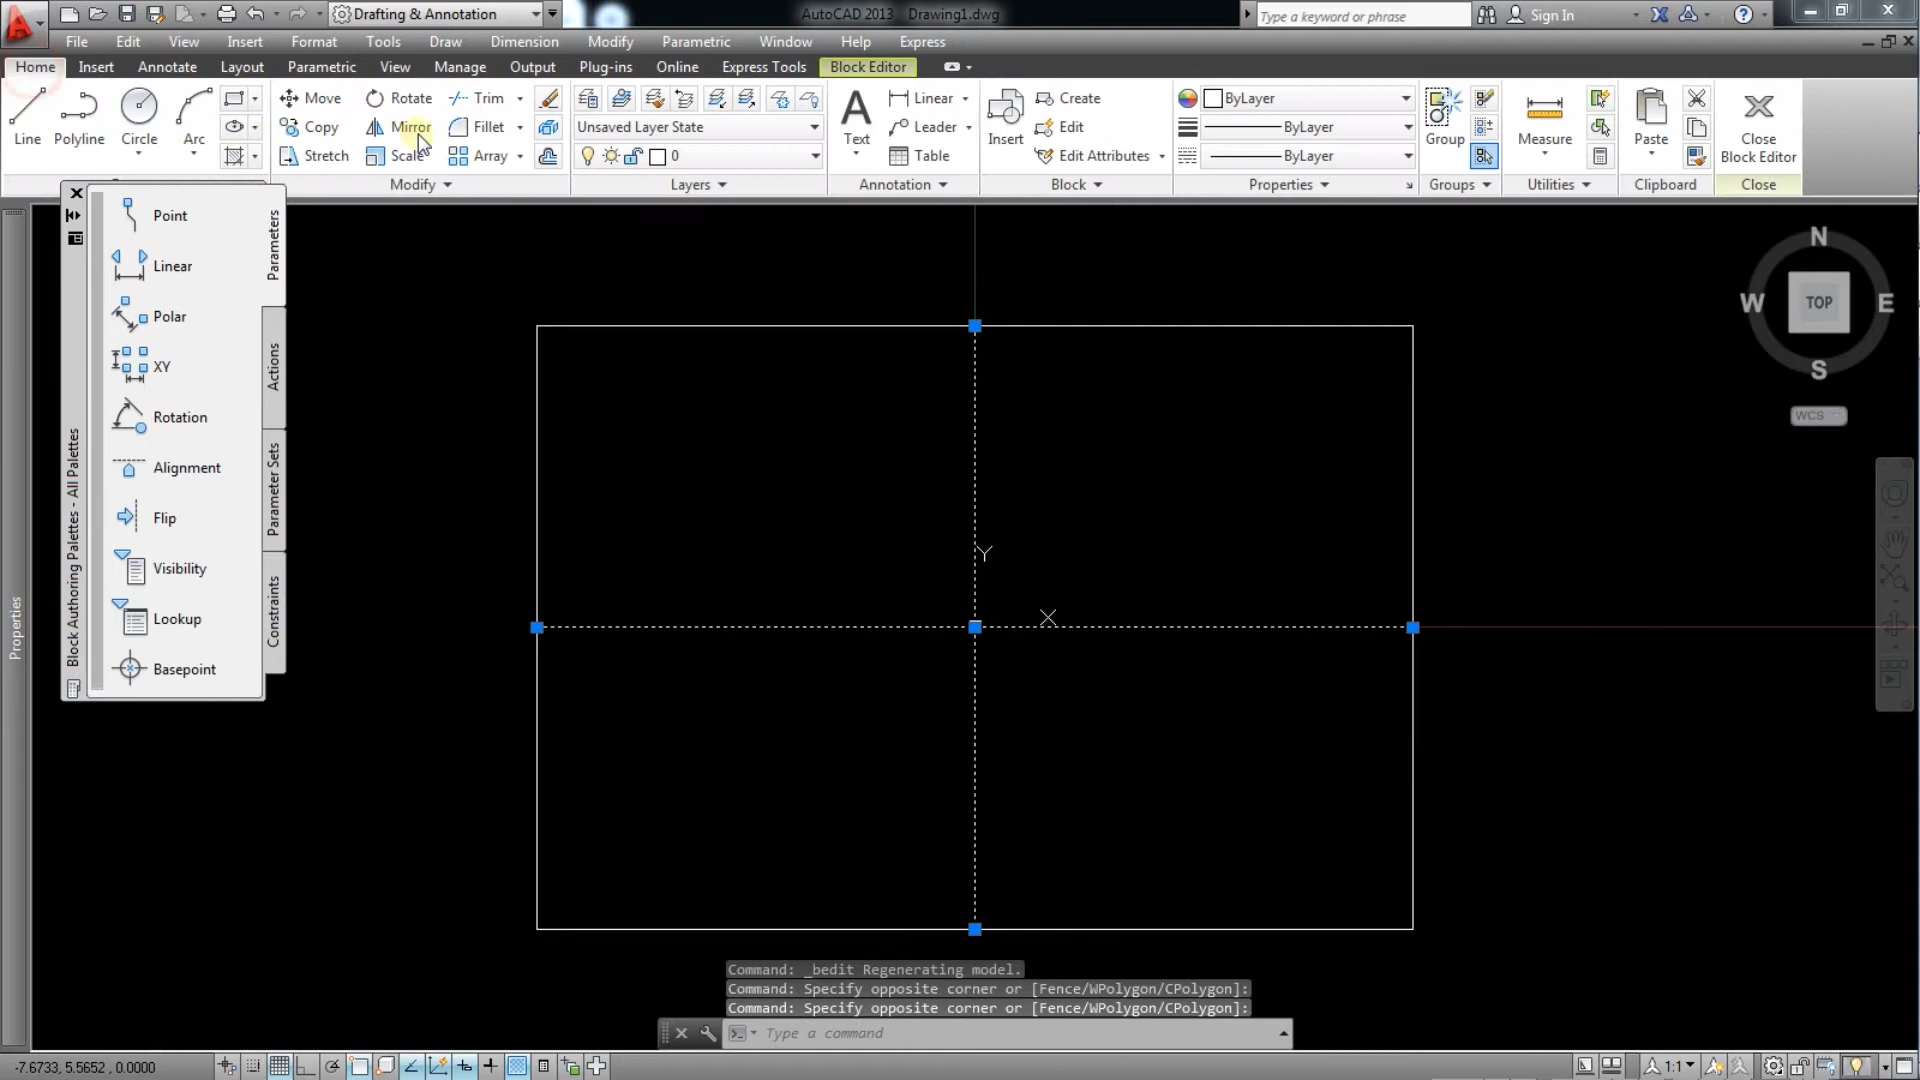 Drafting & Annotation
AutoCAD 2013 Drawing1.dwg
Type a keyword or phrase
Sign In
File Edit View Insert Format Tools Draw Dimension Modify Parametric Window Help Express
Home Insert Annotate Layout Parametric View Manage Output Plug-ins Online Express Tools Block Editor
Move Rotate Trim
Copy Mirror Fillet
Stretch Scale Array
Line Polyline Circle Arc
Modify
Unsaved Layer State
0
Layers
Text
Linear
Leader
Table
Annotation
Insert
Create
Edit
Edit Attributes
Block
ByLayer
ByLayer
ByLayer
Properties
Group
Groups
Measure
Utilities
Paste
Clipboard
Close
Block Editor
Close
Point
Linear
Polar
XY
Rotation
Alignment
Flip
Visibility
Lookup
Basepoint
Parameters
Actions
Parameter Sets
Constraints
Block Authoring Palettes - All Palettes
Properties
Y
X
N
W TOP E
S
WCS
Command: _bedit Regenerating model.
Command: Specify opposite corner or [Fence/WPolygon/CPolygon]:
Command: Specify opposite corner or [Fence/WPolygon/CPolygon]:
Type a command
-7.6733, 5.5652 , 0.0000
1:1